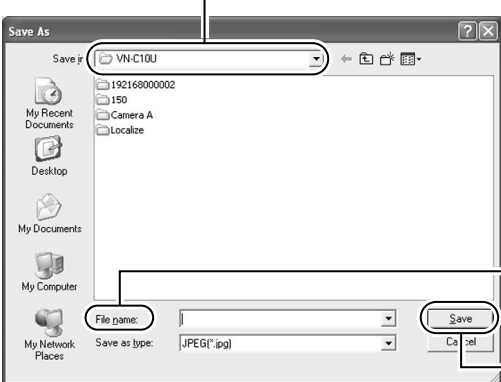 Save As
Save in
VN-C10U
192168000002
150
Camera A
Localize
My Recent
Documents
Desktop
My Documents
My Computer
My Network
Places
File name:
Save
Save as type:
JPEG(*.jpg)
Cancel